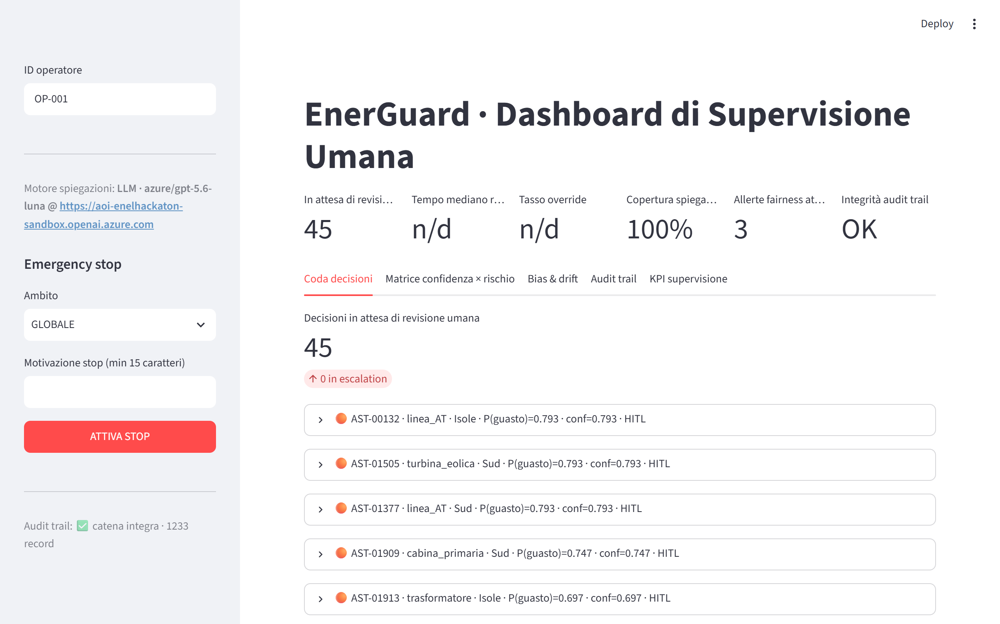 Deploy
ID operatore
OP-001
Motore spiegazioni: LLM · azure/gpt-5.6-
luna @ https://aoi-enelhackaton-
sandbox.openai.azure.com
Emergency stop
Ambito
GLOBALE
Motivazione stop (min 15 caratteri)
ATTIVA STOP
Audit trail: ✅ catena integra · 1233
record
EnerGuard · Dashboard di Supervisione
Umana
In attesa di revisi…
45
Tempo mediano r…
n/d
Tasso override
n/d
Copertura spiega…
100%
Allerte fairness at…
3
Integrità audit trail
OK
Coda decisioni
Matrice confidenza × rischio
Bias & drift
Audit trail
KPI supervisione
Decisioni in attesa di revisione umana
45
↑ 0 in escalation
AST-00132 · linea_AT · Isole · P(guasto)=0.793 · conf=0.793 · HITL
AST-01505 · turbina_eolica · Sud · P(guasto)=0.793 · conf=0.793 · HITL
AST-01377 · linea_AT · Sud · P(guasto)=0.793 · conf=0.793 · HITL
AST-01909 · cabina_primaria · Sud · P(guasto)=0.747 · conf=0.747 · HITL
AST-01913 · trasformatore · Isole · P(guasto)=0.697 · conf=0.697 · HITL